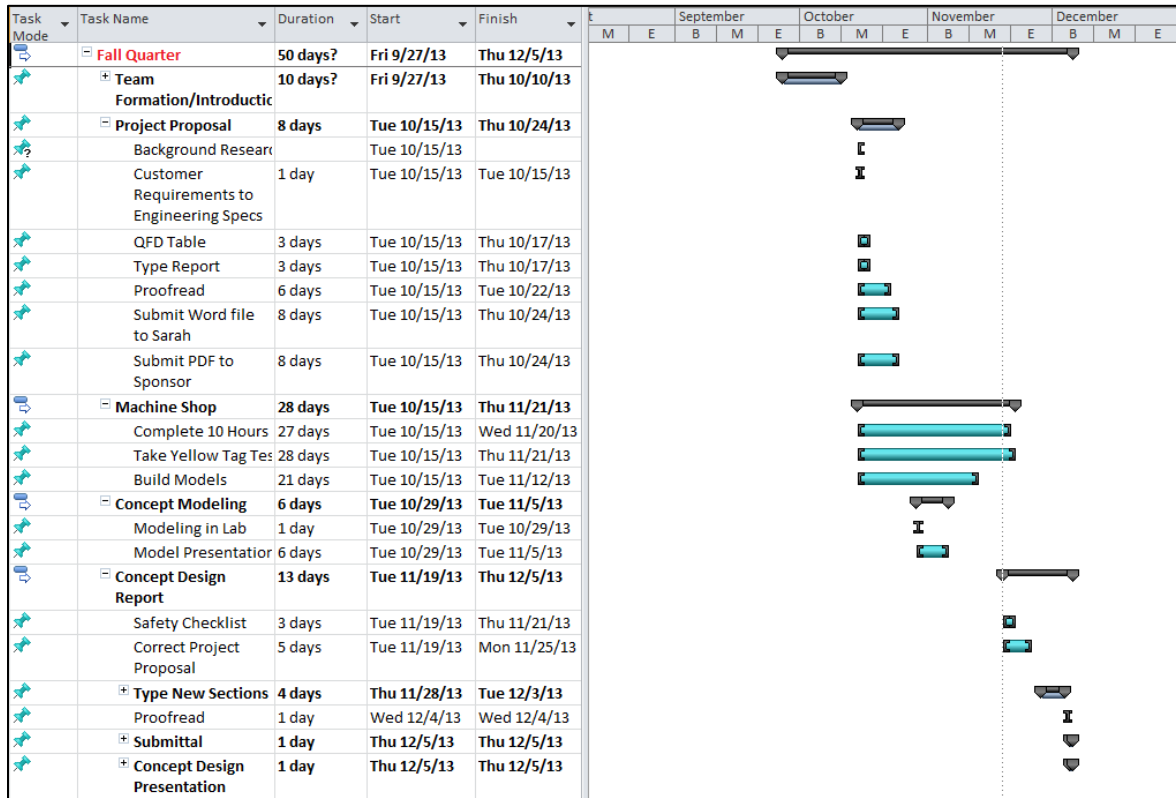 Task Mode Task Name Duration Start Finish t September October November December
M E B M E B M E B M E B M E
Fall Quarter 50 days? Fri 9/27/13 Thu 12/5/13
Team 10 days? Fri 9/27/13 Thu 10/10/13
Formation/Introductic
Project Proposal 8 days Tue 10/15/13 Thu 10/24/13
Background Researc Tue 10/15/13
Customer 1 day Tue 10/15/13 Tue 10/15/13
Requirements to
Engineering Specs
QFD Table 3 days Tue 10/15/13 Thu 10/17/13
Type Report 3 days Tue 10/15/13 Thu 10/17/13
Proofread 6 days Tue 10/15/13 Tue 10/22/13
Submit Word file 8 days Tue 10/15/13 Thu 10/24/13
to Sarah
Submit PDF to 8 days Tue 10/15/13 Thu 10/24/13
Sponsor
Machine Shop 28 days Tue 10/15/13 Thu 11/21/13
Complete 10 Hours 27 days Tue 10/15/13 Wed 11/20/13
Take Yellow Tag Tes 28 days Tue 10/15/13 Thu 11/21/13
Build Models 21 days Tue 10/15/13 Tue 11/12/13
Concept Modeling 6 days Tue 10/29/13 Tue 11/5/13
Modeling in Lab 1 day Tue 10/29/13 Tue 10/29/13
Model Presentation 6 days Tue 10/29/13 Tue 11/5/13
Concept Design 13 days Tue 11/19/13 Thu 12/5/13
Report
Safety Checklist 3 days Tue 11/19/13 Thu 11/21/13
Correct Project 5 days Tue 11/19/13 Mon 11/25/13
Proposal
Type New Sections 4 days Thu 11/28/13 Tue 12/3/13
Proofread 1 day Wed 12/4/13 Wed 12/4/13
Submittal 1 day Thu 12/5/13 Thu 12/5/13
Concept Design 1 day Thu 12/5/13 Thu 12/5/13
Presentation